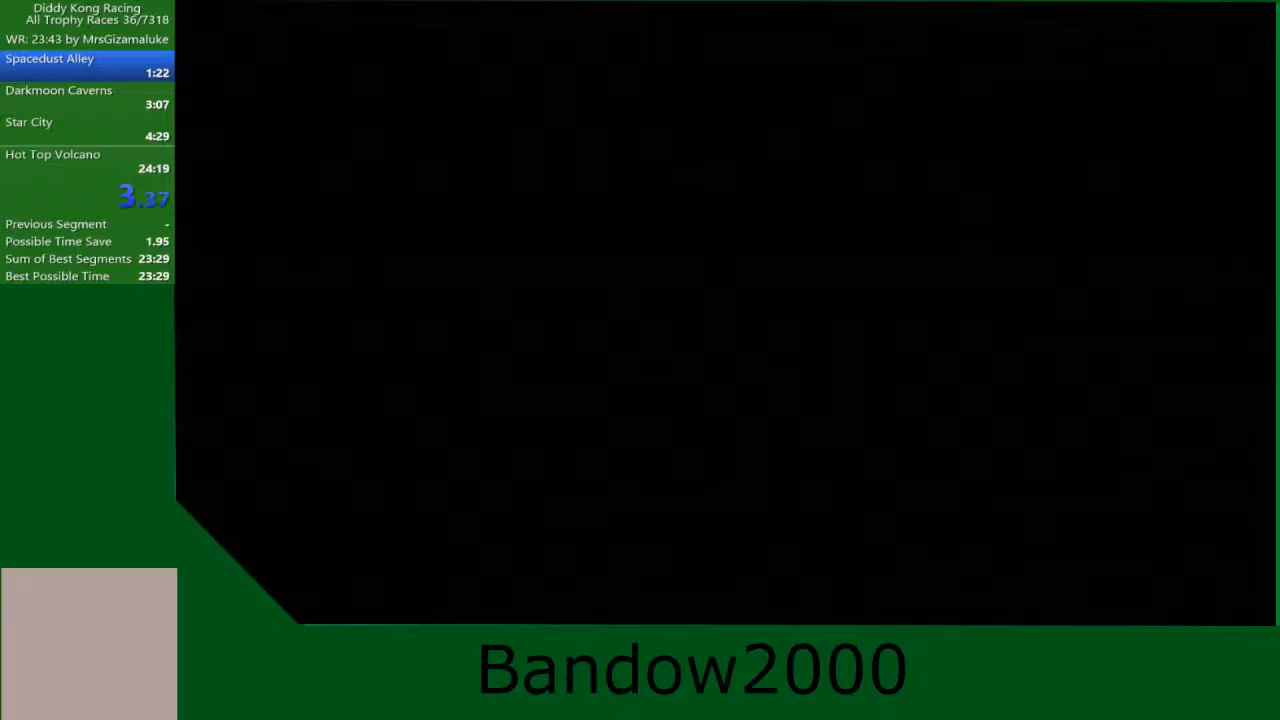 Diddy Kong Racing
All Trophy Races 36/7318
WR: 23:43 by MrsGizamaluke
Spacedust Alley
1:22
Darkmoon Caverns
3:07
Star City
4:29
Hot Top Volcano
24:19
3.37
Previous Segment -
Possible Time Save 1.95
Sum of Best Segments 23:29
Best Possible Time 23:29
Bandow2000